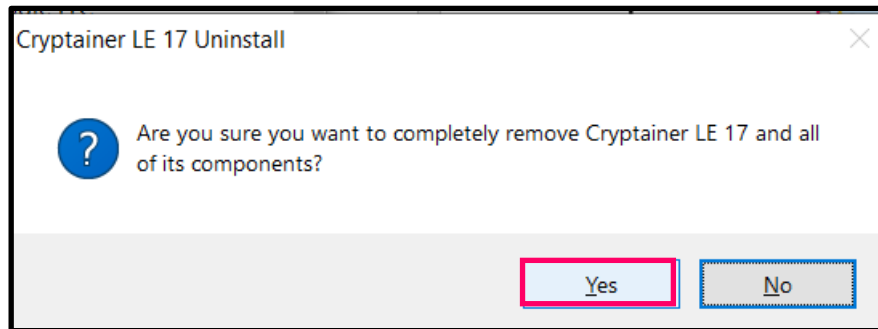 Cryptainer LE 17 Uninstall
Are you sure you want to completely remove Cryptainer LE 17 and all
of its components?
Yes
No